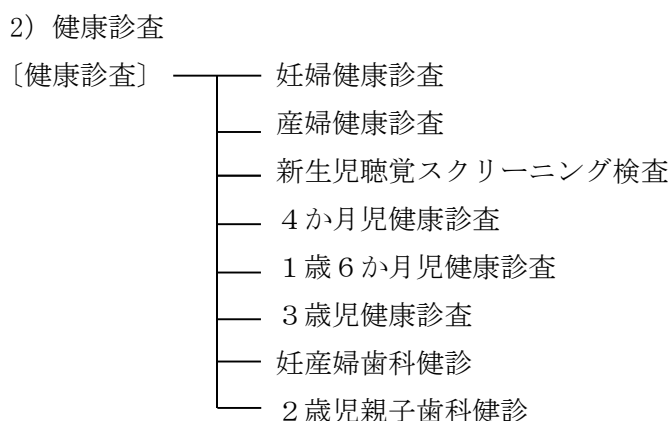 2）健康診査
〔健康診査〕 妊婦健康診査
産婦健康診査
新生児聴覚スクリーニング検査
４か月児健康診査
１歳６か月児健康診査
３歳児健康診査
妊産婦歯科健診
２歳児親子歯科健診